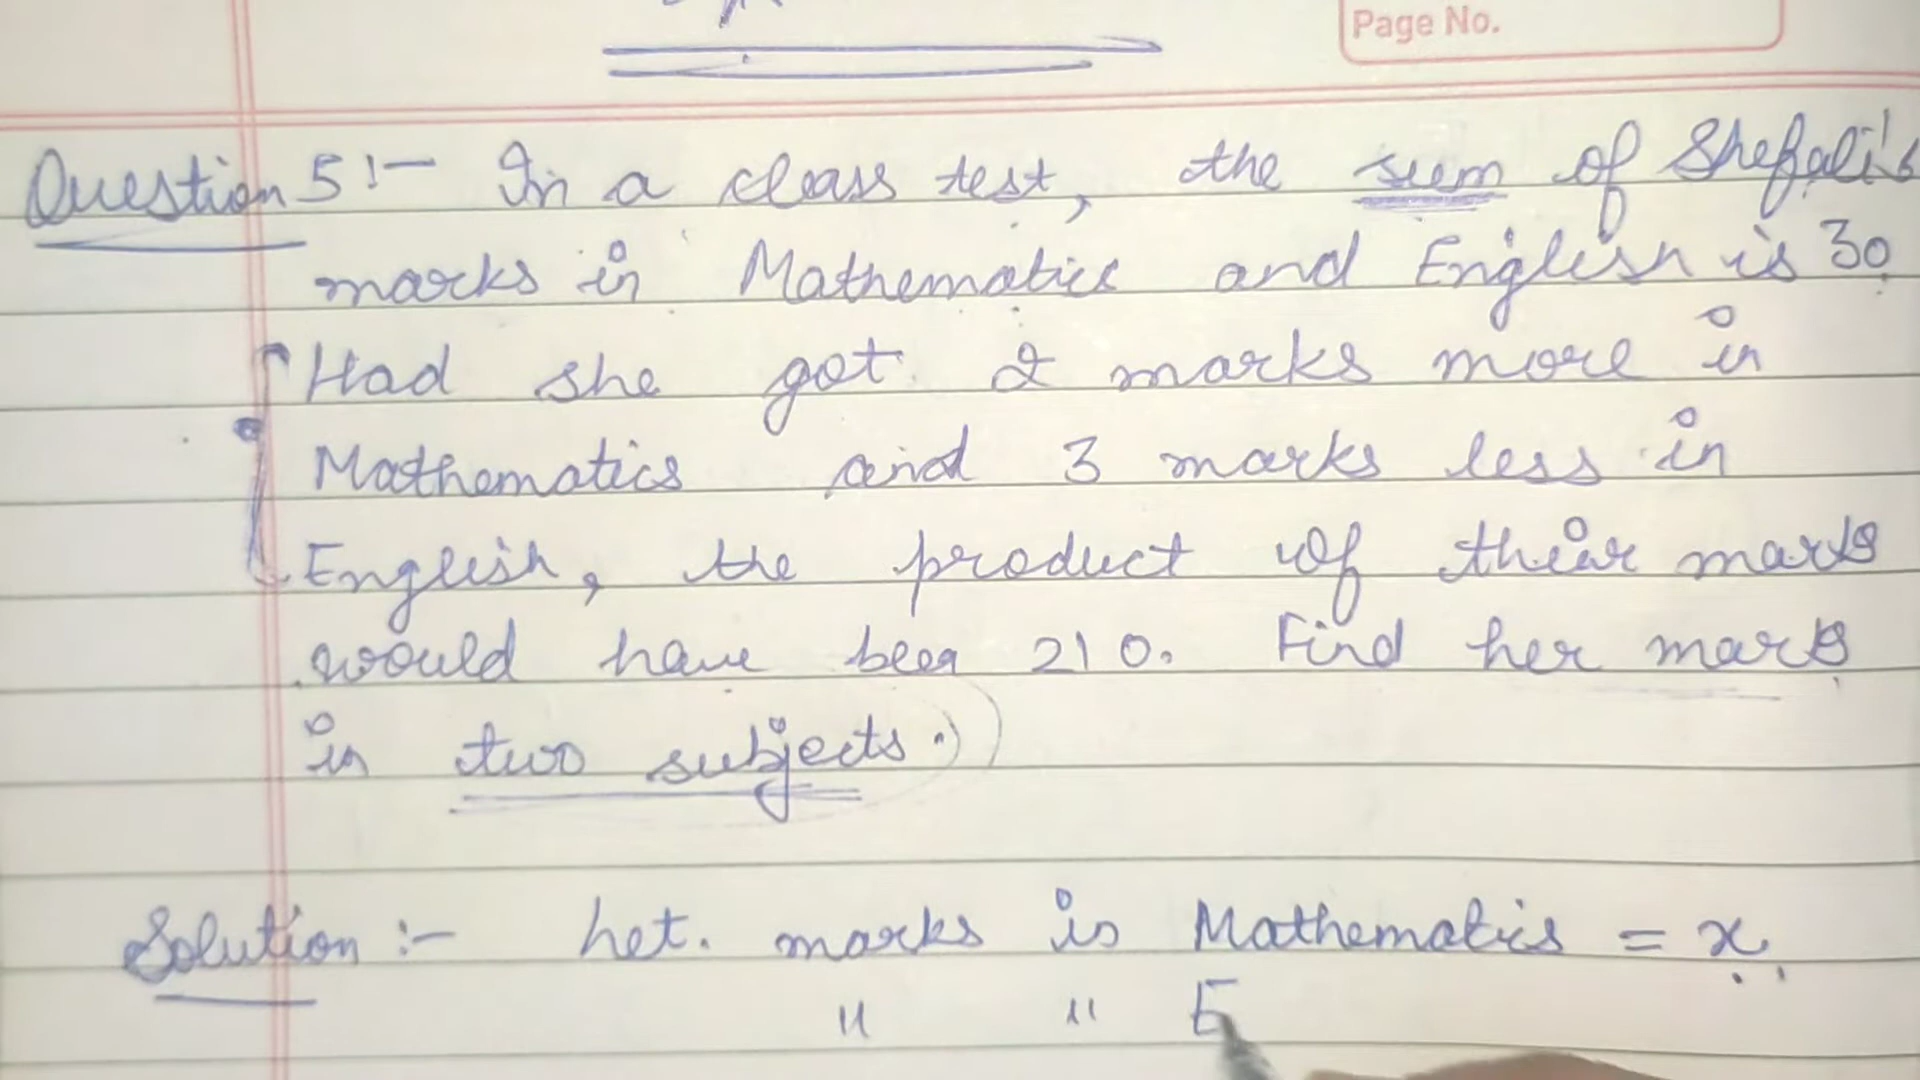 Page No.
Question 5:- In a class test, the sum of Shefali's
marks in Mathematics and English is 30
Had she got 2 marks more in
Mathematics and 3 marks less in
English, the product of their marks
would have been 210. Find her marks
in two subjects.
Solution :- Let. marks in Mathematics = x
" " E